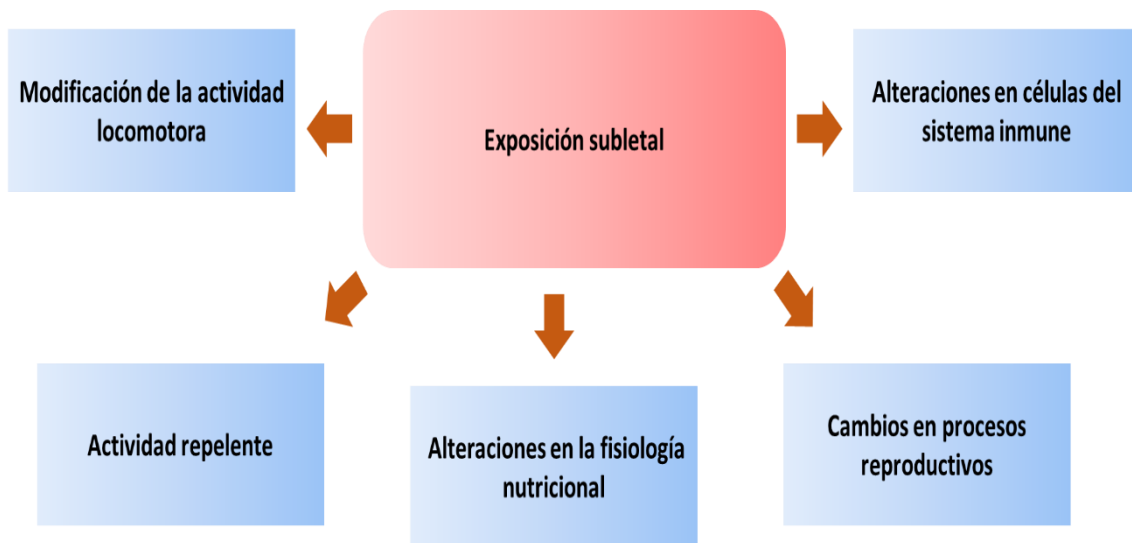 Modificación de la actividad
locomotora
Exposición subletal
Alteraciones en células del
sistema inmune
Actividad repelente
Alteraciones en la fisiología
nutricional
Cambios en procesos
reproductivos